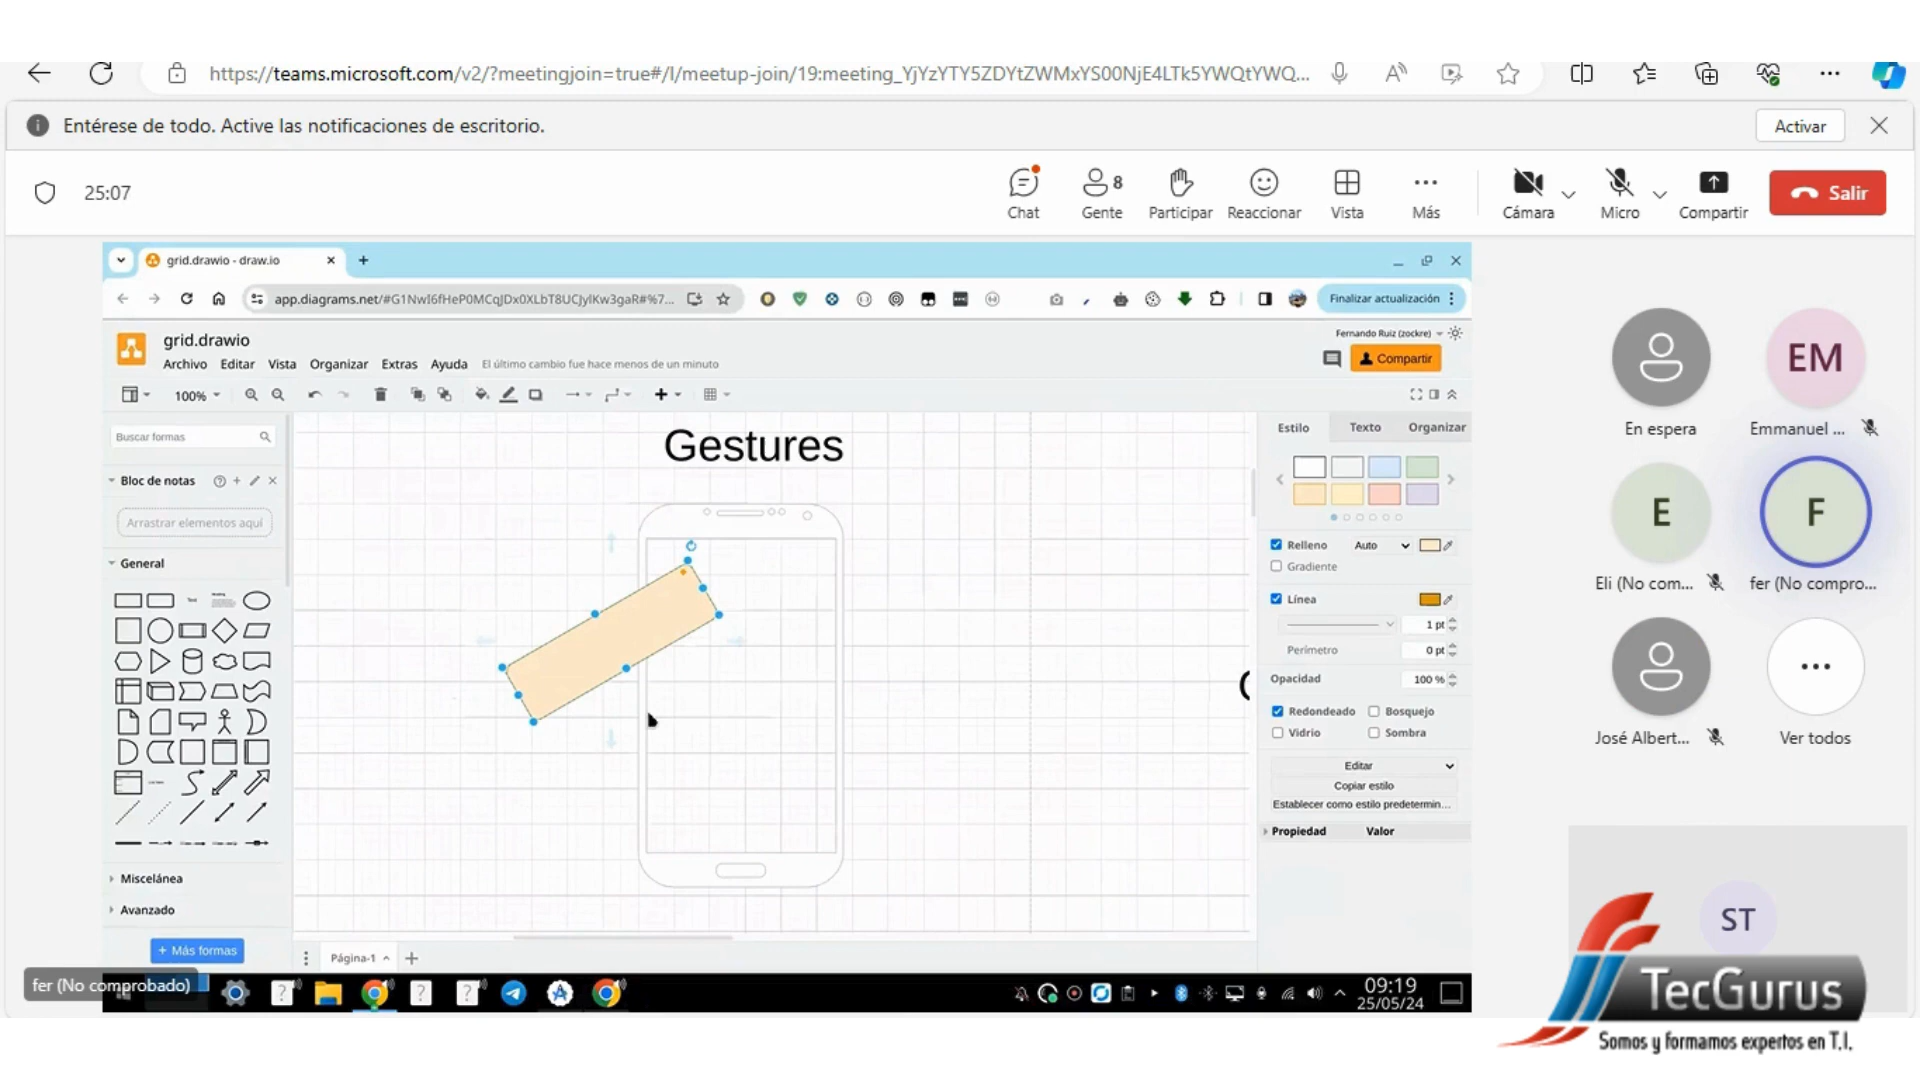 https://teams.microsoft.com/v2/?meetingjoin=true#/l/meetup-join/19:meeting_YjYzYTY5ZDYtZWMxYS00NjE4LTk5YWQtYWQ...
Entérese de todo. Active las notificaciones de escritorio.
Activar
25:07
Chat
8
Gente
Participar
Reaccionar
Vista
Más
Cámara
Micro
Compartir
Salir
grid.drawio - draw.io
app.diagrams.net/#G1NwI6fHeP0MCqJDx0XLbT8UCJylKw3gaR#%7...
Finalizar actualización
grid.drawio
Fernando Ruiz (zockre)
Archivo Editar Vista Organizar Extras Ayuda El último cambio fue hace menos de un minuto
Compartir
100%
Buscar formas
Bloc de notas
Arrastrar elementos aquí
General
Text
Miscelánea
Avanzado
+ Más formas
Gestures
Página-1
Estilo Texto Organizar
Relleno Auto
Gradiente
Línea
1 pt
Perímetro 0 pt
Opacidad 100 %
Redondeado Bosquejo
Vidrio Sombra
Editar
Copiar estilo
Establecer como estilo predetermin...
Propiedad Valor
En espera
EM
Emmanuel ...
E
Eli (No com...
F
fer (No compro...
José Albert...
Ver todos
ST
fer (No comprobado)
09:19
25/05/24
TecGurus
Somos y formamos expertos en T.I.